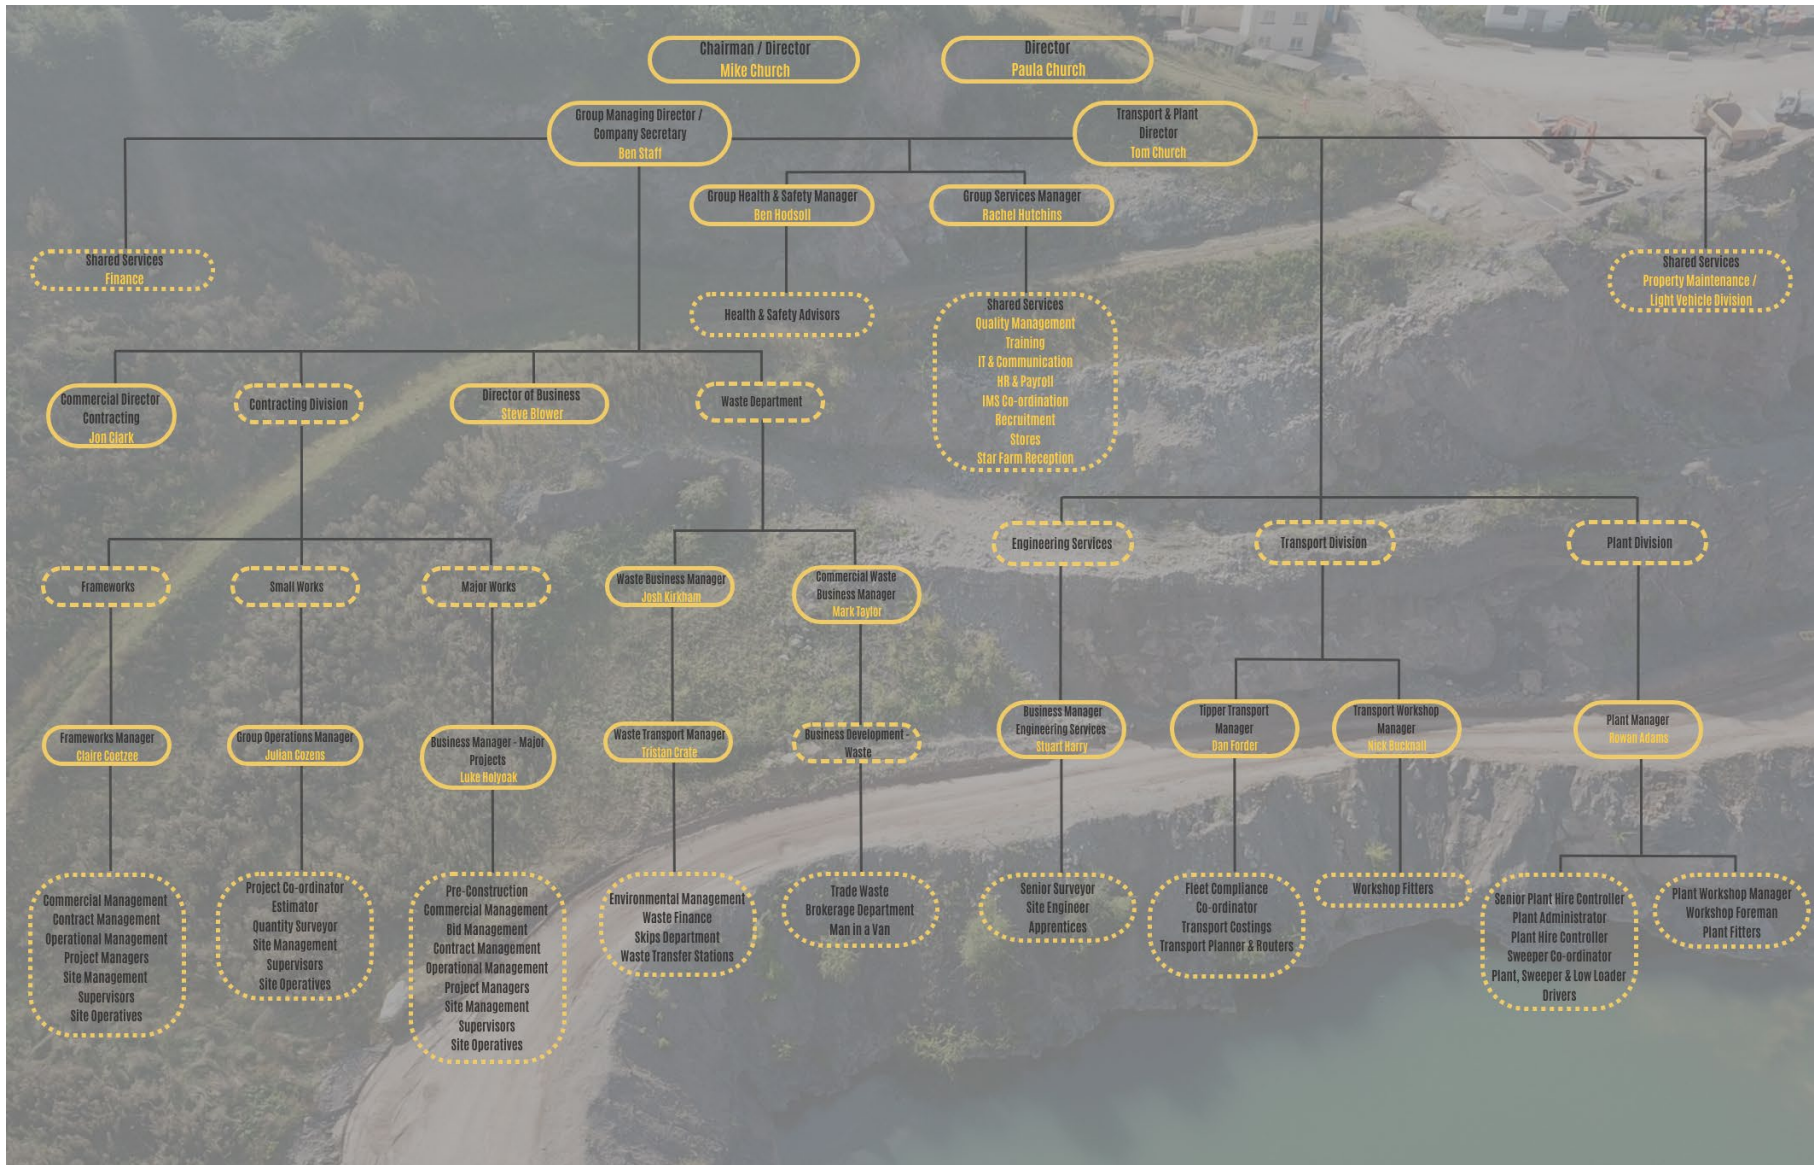 Chairman / Director
Mike Church
Director
Paula Church
Group Managing Director /
Company Secretary
Ben Staff
Transport & Plant
Director
Tom Church
Group Health & Safety Manager
Ben Hodsoll
Group Services Manager
Rachel Hutchins
Shared Services
Finance
Health & Safety Advisors
Shared Services
Quality Management
Training
IT & Communication
HR & Payroll
IMS Co-ordination
Recruitment
Stores
Star Farm Reception
Shared Services
Property Maintenance /
Light Vehicle Division
Commercial Director
Contracting
Jon Clark
Contracting Division
Director of Business
Steve Blower
Waste Department
Engineering Services
Transport Division
Plant Division
Frameworks
Small Works
Major Works
Waste Business Manager
Josh Kirkham
Commercial Waste
Business Manager
Mark Taylor
Frameworks Manager
Claire Coetzee
Group Operations Manager
Julian Cozens
Business Manager - Major
Projects
Luke Holyoak
Waste Transport Manager
Tristan Crate
Business Development -
Waste
Business Manager
Engineering Services
Stuart Harry
Tipper Transport
Manager
Dan Forder
Transport Workshop
Manager
Nick Bucknall
Plant Manager
Rowan Adams
Commercial Management
Contract Management
Operational Management
Project Managers
Site Management
Supervisors
Site Operatives
Project Co-ordinator
Estimator
Quantity Surveyor
Site Management
Supervisors
Site Operatives
Pre-Construction
Commercial Management
Bid Management
Contract Management
Operational Management
Project Managers
Site Management
Supervisors
Site Operatives
Environmental Management
Waste Finance
Skips Department
Waste Transfer Stations
Trade Waste
Brokerage Department
Man in a Van
Senior Surveyor
Site Engineer
Apprentices
Fleet Compliance
Co-ordinator
Transport Costings
Transport Planner & Routers
Workshop Fitters
Senior Plant Hire Controller
Plant Administrator
Plant Hire Controller
Sweeper Co-ordinator
Plant, Sweeper & Low Loader
Drivers
Plant Workshop Manager
Workshop Foreman
Plant Fitters